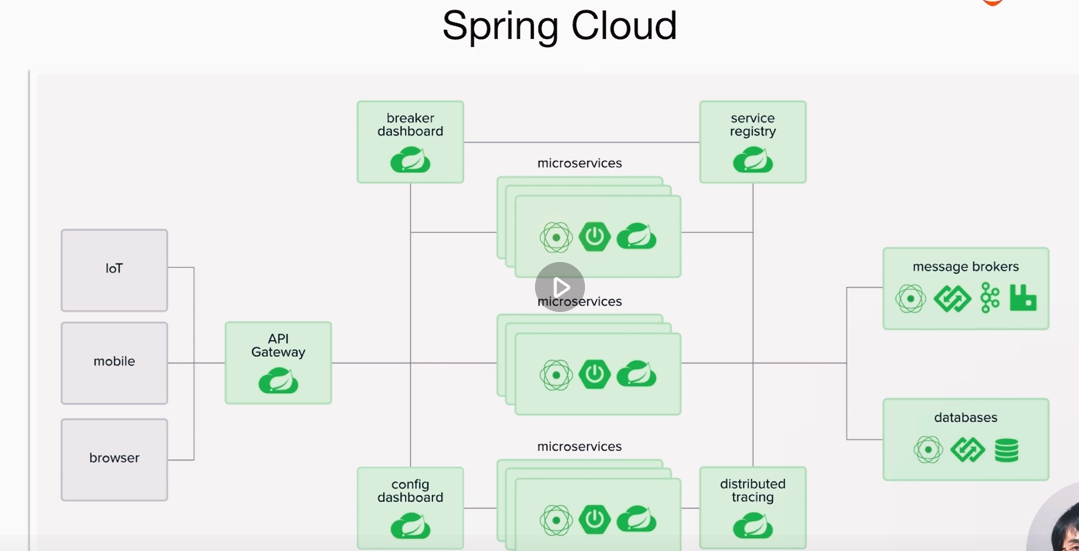 Spring Cloud
breaker
dashboard
service
registry
microservices
IoT
message brokers
microservices
API
Gateway
mobile
databases
microservices
browser
config
dashboard
distributed
tracing